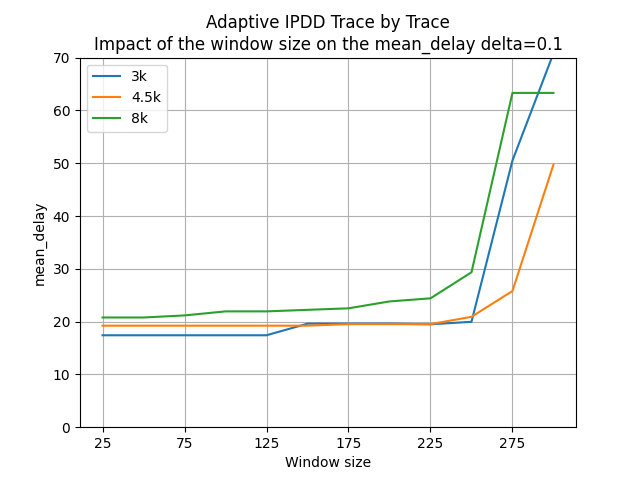 Adaptive IPDD Trace by Trace
Impact of the window size on the mean_delay delta=0.1
3k
4.5k
8k
70
60
50
40
30
20
10
0
mean_delay
25 75 125 175 225 275
Window size